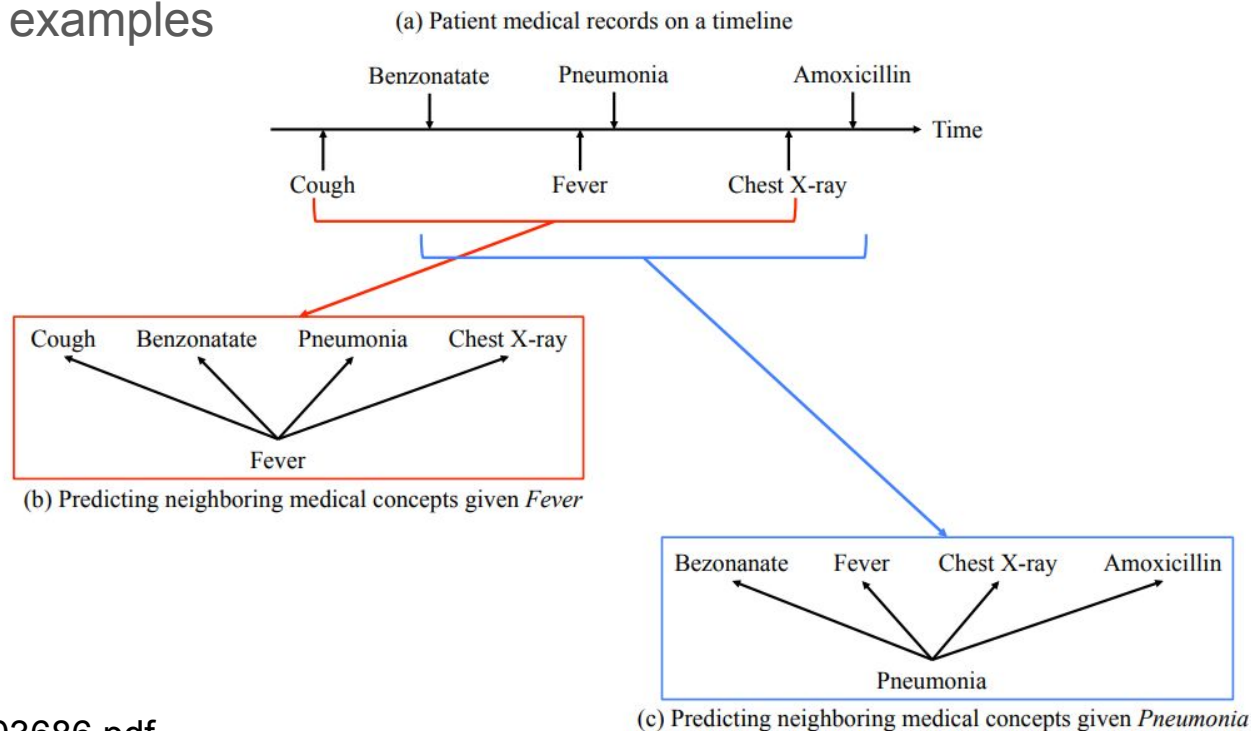 examples
(a) Patient medical records on a timeline
Benzonatate Pneumonia Amoxicillin
Time
Cough Fever Chest X-ray
Cough Benzonatate Pneumonia Chest X-ray
Fever
(b) Predicting neighboring medical concepts given Fever
Bezonanate Fever Chest X-ray Amoxicillin
Pneumonia
(c) Predicting neighboring medical concepts given Pneumonia